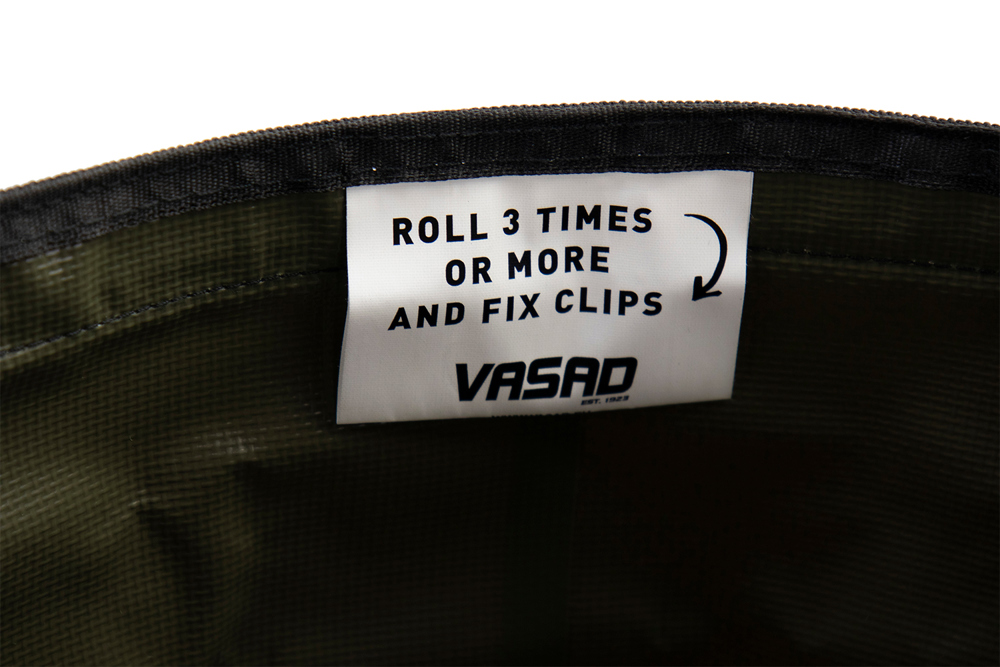 ROLL 3 TIMES
OR MORE
AND FIX CLIPS
VASAD
EST. 1923